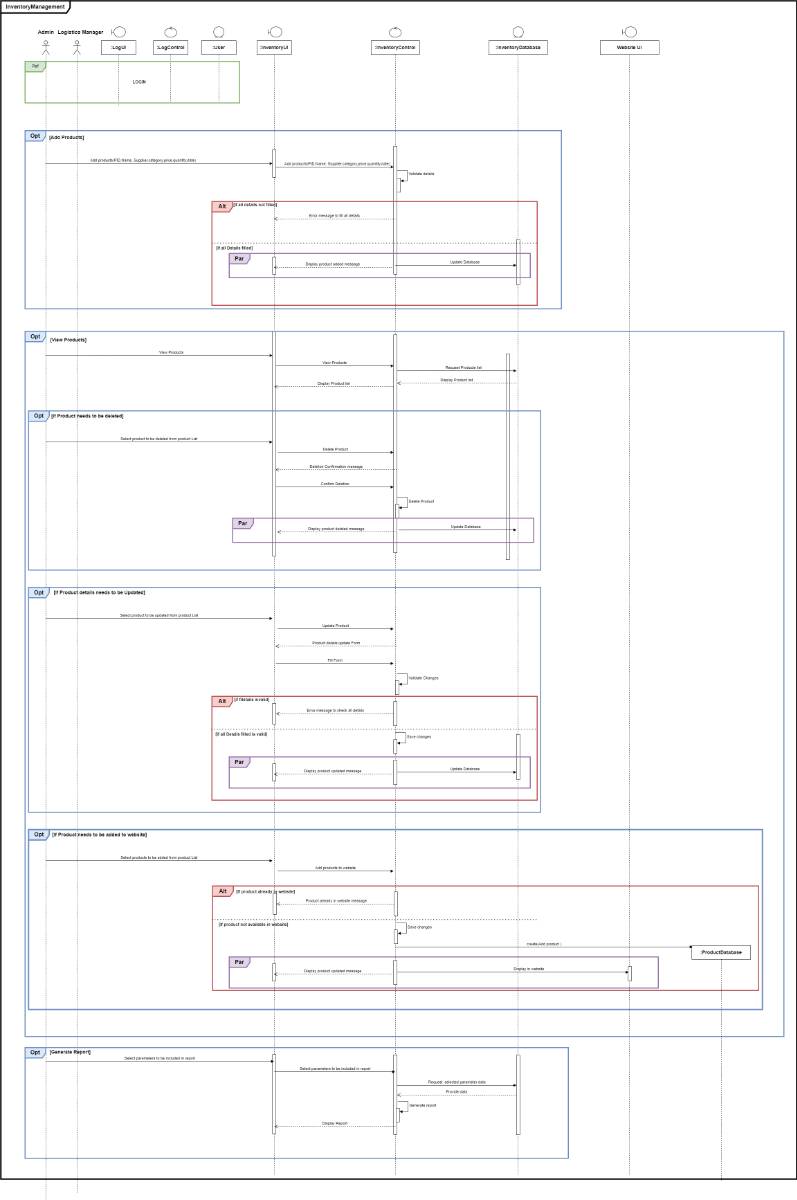 InventoryManagement
Admin Logistics Manager
:LogUI
:LogControl
:User
:InventoryUI
:InventoryControl
:InventoryDatabase
Website UI
Ref
LOGIN
Opt [Add Products]
Add products(PID,Name, Supplier,category,price,quantity,date)
Add products(PID,Name, Supplier,category,price,quantity,date)
Validate details
Alt [If all details not filled]
Error message to fill all details
If all Details filled]
Par
Display product added message
Update Database
Opt [View Products]
View Products
View Products
Request Products list
Display Product list
Display Product list
Opt [If Product needs to be deleted]
Select product to be deleted from product List
Delete Product
Deletion Confirmation message
Confirm Deletion
Delete Product
Par
Display product deleted message
Update Database
Opt [If Product details needs to be Updated]
Select product to be updated from product List
Update Product
Product details update Form
Fill Form
Validate Changes
Alt
Error message to check all details
If all Details filled is valid]
Save changes
Par
Display product updated message
Update Database
Opt [If Product needs to be added to website]
Select products to be added from product List
Add products to website
Alt [If product already in website]
Product already in website message
If product not available in website]
Save changes
create Add product
:ProductDatabase
Par
Display product updated message
Display in website
Opt [Generate Report]
Select parameters to be included in report
Select parameters to be included in report
Request selected parameter data
Provide data
Generate report
Display Report